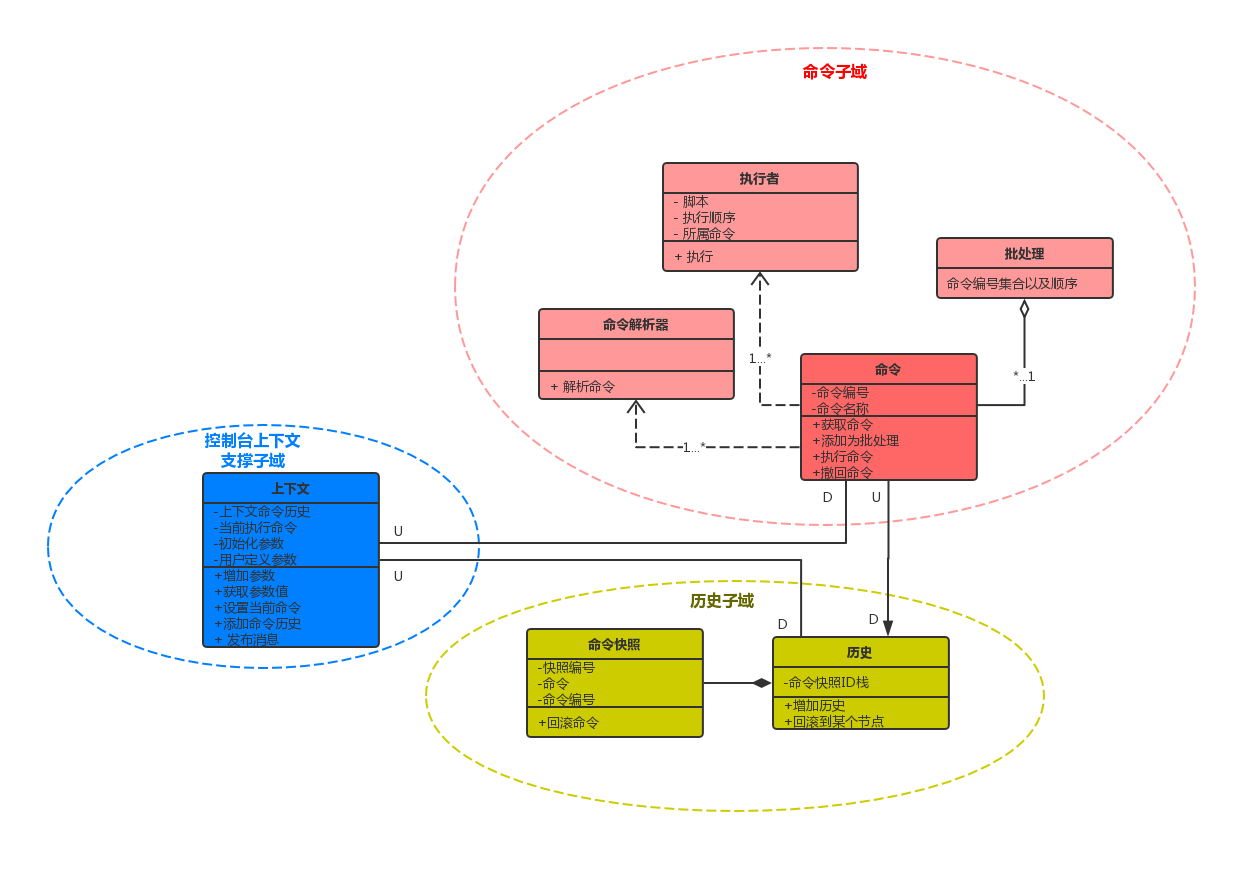 命令子域
执行者
- 脚本
- 执行顺序
- 所属命令
+ 执行
批处理
命令编号集合以及顺序
命令解析器
+ 解析命令
1...*
*...1
1...*
命令
-命令编号
-命令名称
+获取命令
+添加为批处理
+执行命令
+撤回命令
D
U
控制台上下文
支撑子域
上下文
-上下文命令历史
-当前执行命令
-初始化参数
-用户定义参数
+增加参数
+获取参数值
+设置当前命令
+添加命令历史
+ 发布消息
U
U
历史子域
D
D
命令快照
-快照编号
-命令
-命令编号
+回滚命令
历史
-命令快照ID栈
+增加历史
+回滚到某个节点